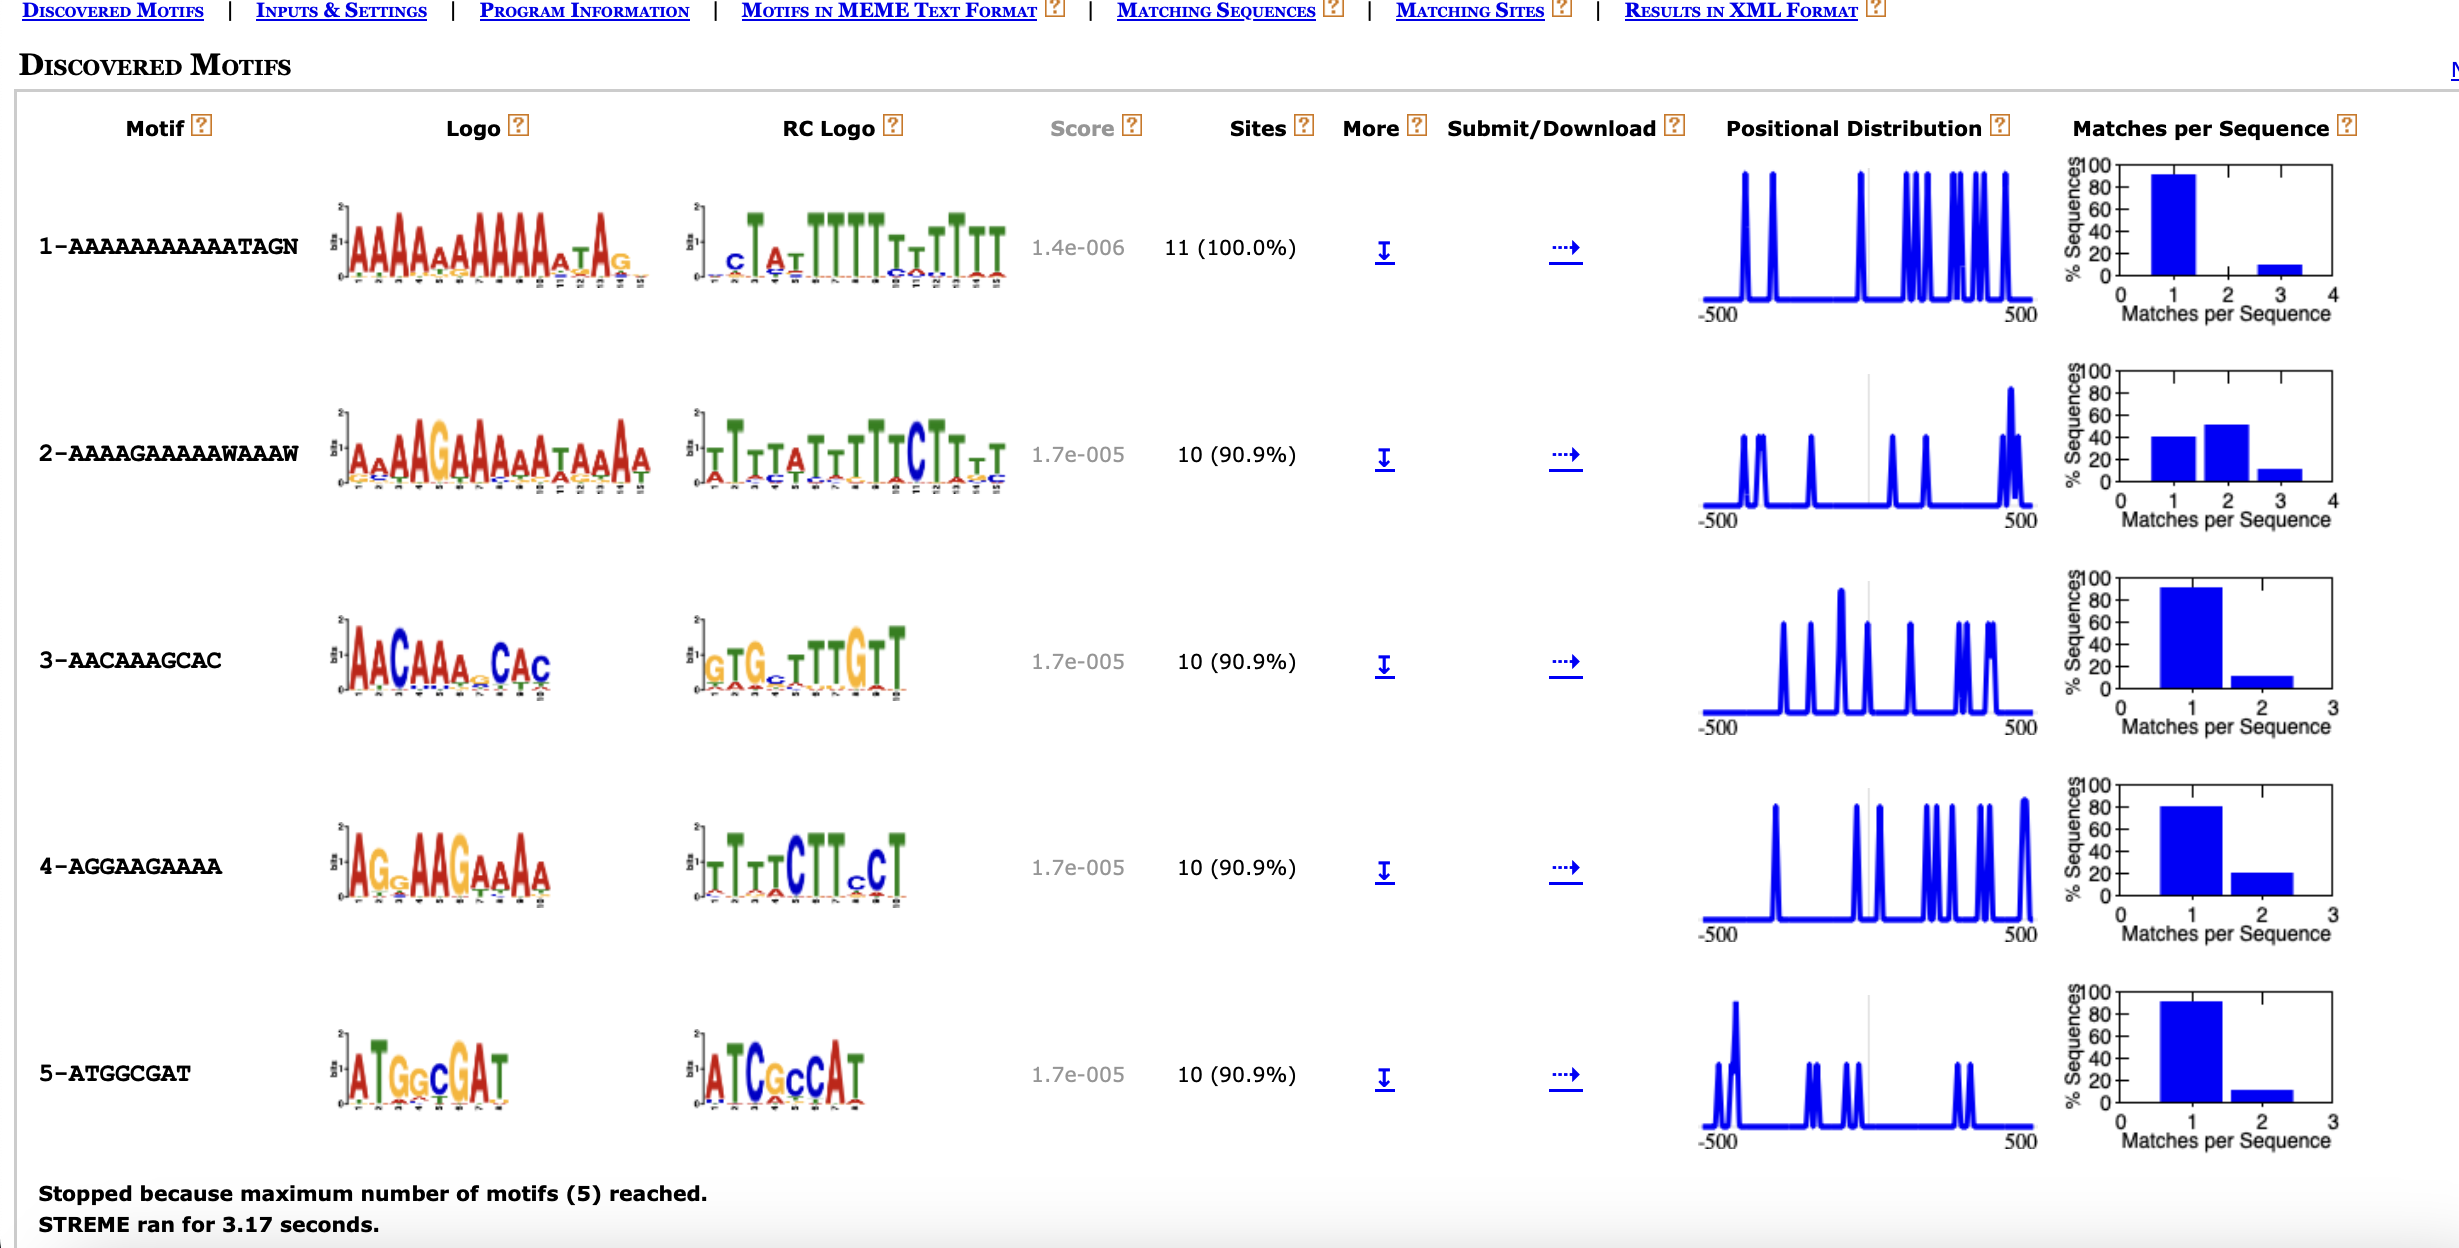 Discovered Motifs | Inputs & Settings | Program Information | Motifs in MEME Text Format ? | Matching Sequences ? | Matching Sites ? | Results in XML Format ?
Discovered Motifs
Motif ? Logo ? RC Logo ? Score ? Sites ? More ? Submit/Download ? Positional Distribution ? Matches per Sequence ?
1-AAAAAAAAAAATAGN 1.4e-006 11 (100.0%) ↧ ⇢
-500 500
% Sequences 100 80 60 40 20 0
0 1 2 3 4
Matches per Sequence
2-AAAAGAAAAAWAAAW 1.7e-005 10 (90.9%) ↧ ⇢
-500 500
% Sequences 100 80 60 40 20 0
0 1 2 3 4
Matches per Sequence
3-AACAAAGCAC 1.7e-005 10 (90.9%) ↧ ⇢
-500 500
% Sequences 100 80 60 40 20 0
0 1 2 3
Matches per Sequence
4-AGGAAGAAAA 1.7e-005 10 (90.9%) ↧ ⇢
-500 500
% Sequences 100 80 60 40 20 0
0 1 2 3
Matches per Sequence
5-ATGGCGAT 1.7e-005 10 (90.9%) ↧ ⇢
-500 500
% Sequences 100 80 60 40 20 0
0 1 2 3
Matches per Sequence
Stopped because maximum number of motifs (5) reached.
STREME ran for 3.17 seconds.